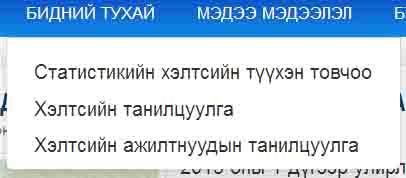 БИДНИЙ ТУХАЙ МЭДЭЭ МЭДЭЭЛЭЛ
Статистикийн хэлтсийн түүхэн товчоо
Хэлтсийн танилцуулга
Хэлтсийн ажилтнуудын танилцуулга